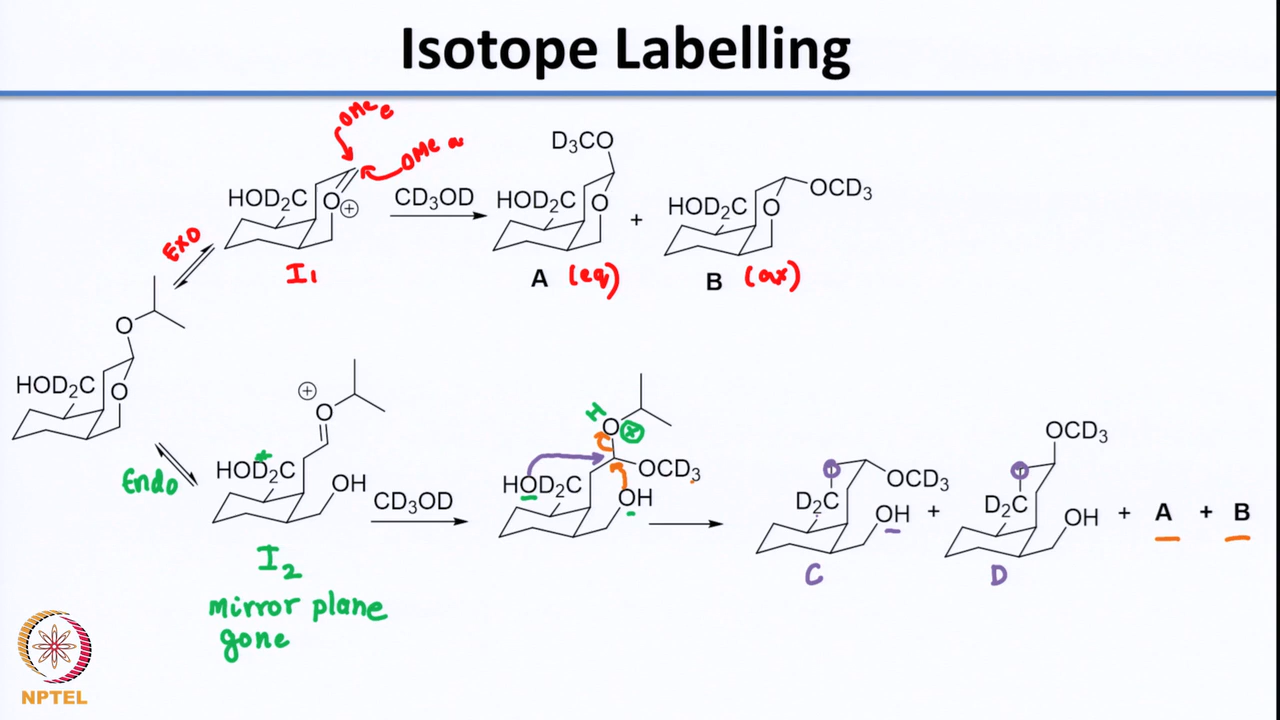 Isotope Labelling
OMe e
OMe a
HOD₂C
O
⊕
CD₃OD
D₃CO
HOD₂C
O
+
HOD₂C
O
OCD₃
Exo
I₁
A (eq)
B (ax)
O
HOD₂C
O
Endo
⊕
O
HOD₂C
OH
CD₃OD
I₂
mirror plane
gone
H
O
⊕
OCD₃
HOD₂C
OH
O
OCD₃
D₂C
OH
+
C
OCD₃
O
D₂C
OH
D
+ A + B
NPTEL